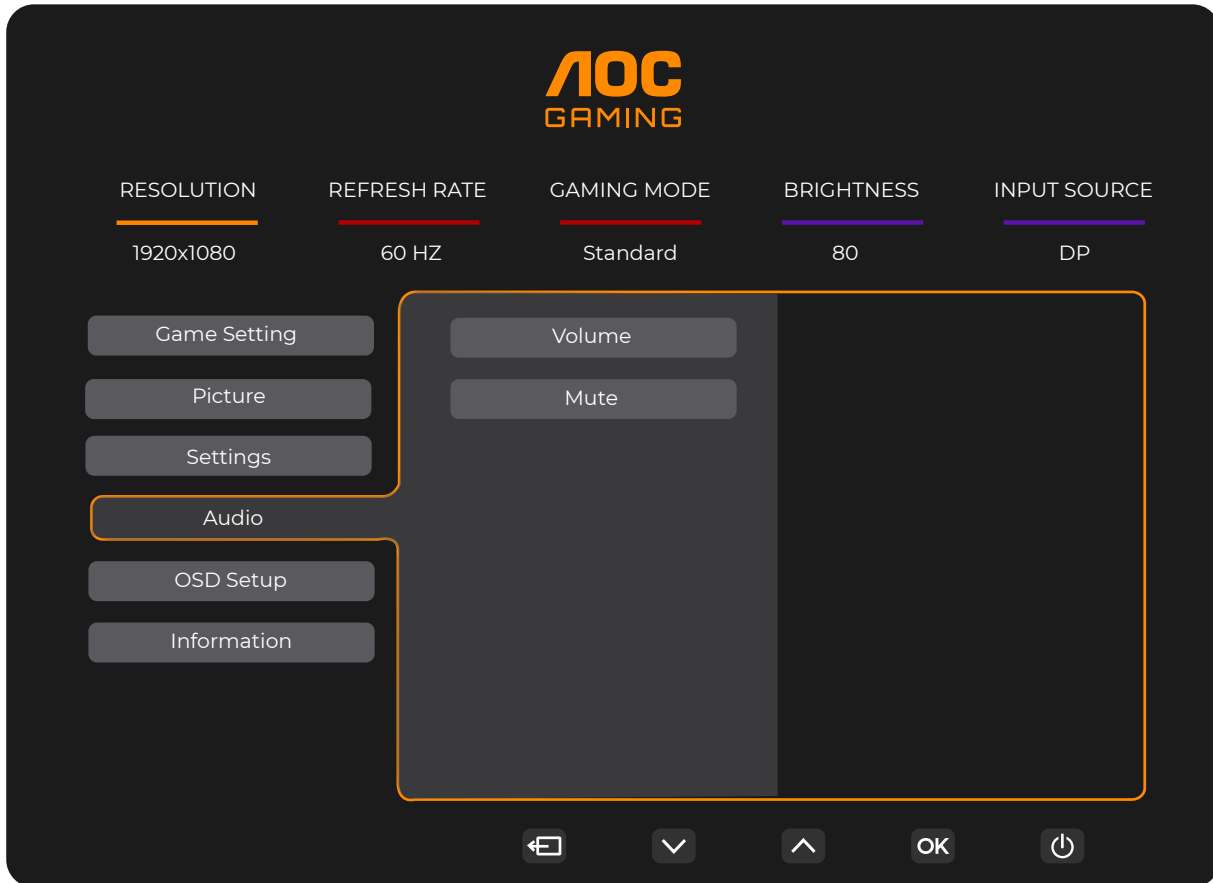 AOC
GAMING
RESOLUTION REFRESH RATE GAMING MODE BRIGHTNESS INPUT SOURCE
1920x1080 60 HZ Standard 80 DP
Game Setting Volume
Picture Mute
Settings
Audio
OSD Setup
Information
OK